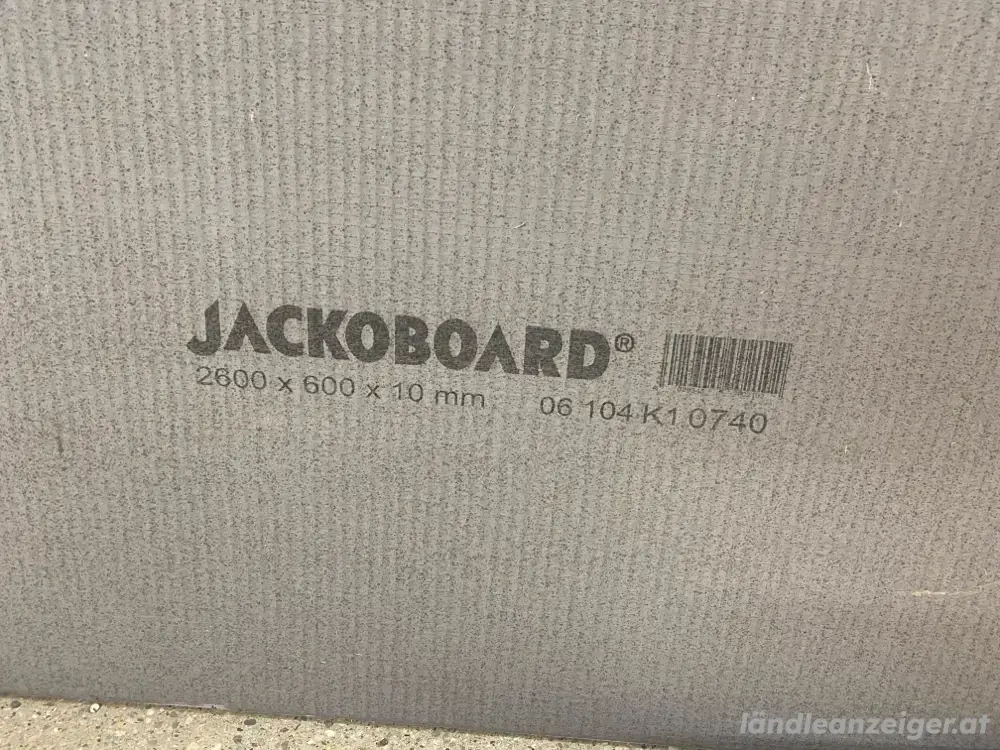 JACKOBOARD®
2600 x 600 x 10 mm 06 104 K1 0740
ländleanzeiger.at